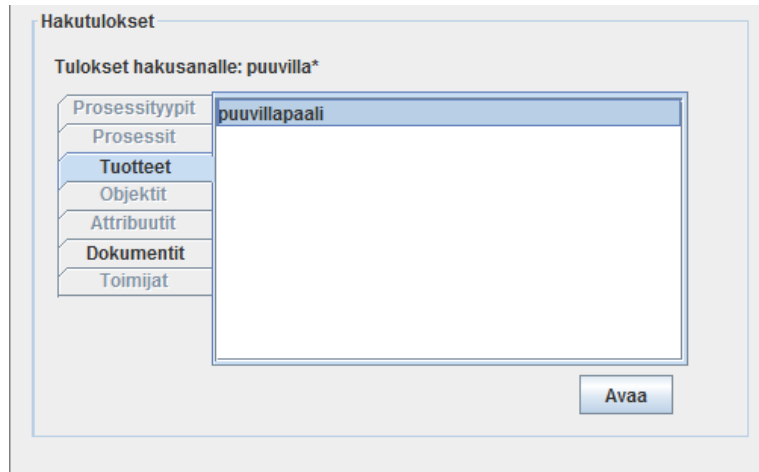 Hakutulokset
Tulokset hakusanalle: puuvilla*
Prosessityypit
Prosessit
Tuotteet
Objektit
Attribuutit
Dokumentit
Toimijat
puuvillapaali
Avaa